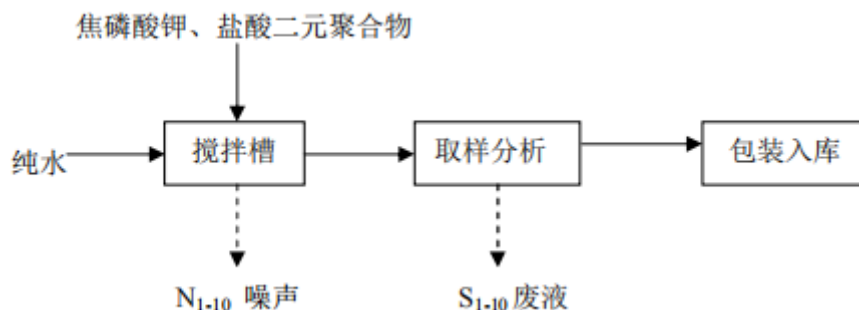 焦磷酸钾、盐酸二元聚合物
纯水
搅拌槽
取样分析
包装入库
N1-10 噪声
S1-10废液